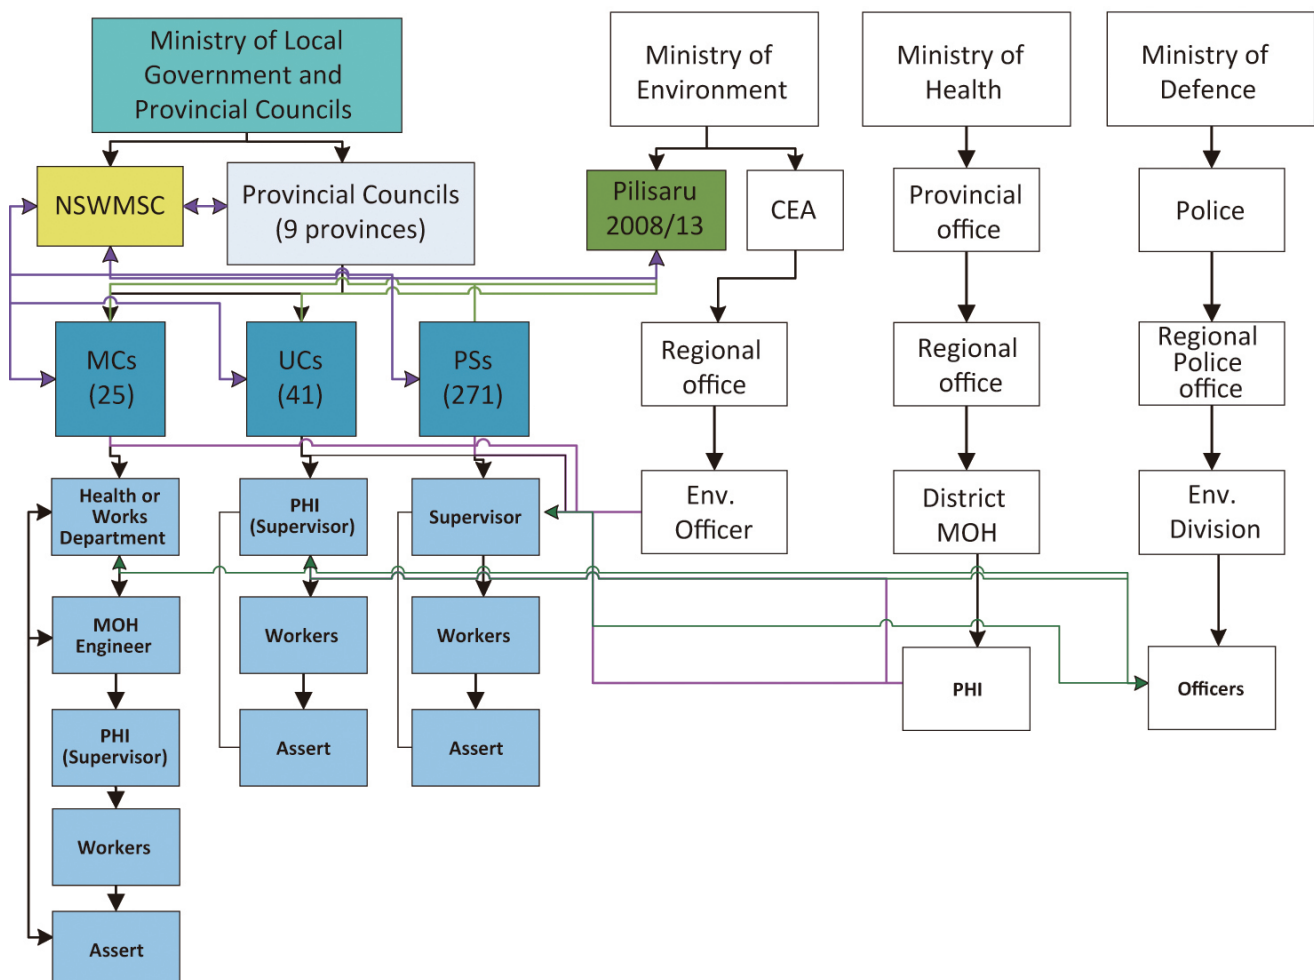 Ministry of Local
Government and
Provincial Councils
Ministry of
Environment
Ministry of
Health
Ministry of
Defence
NSWMSC
Provincial Councils
(9 provinces)
Pilisaru
2008/13
CEA
Provincial
office
Police
MCs
(25)
UCs
(41)
PSs
(271)
Regional
office
Regional
office
Regional
Police
office
Health or
Works
Department
PHI
(Supervisor)
Supervisor
Env.
Officer
District
MOH
Env.
Division
MOH
Engineer
Workers
Workers
PHI
Officers
PHI
(Supervisor)
Assert
Assert
Workers
Assert